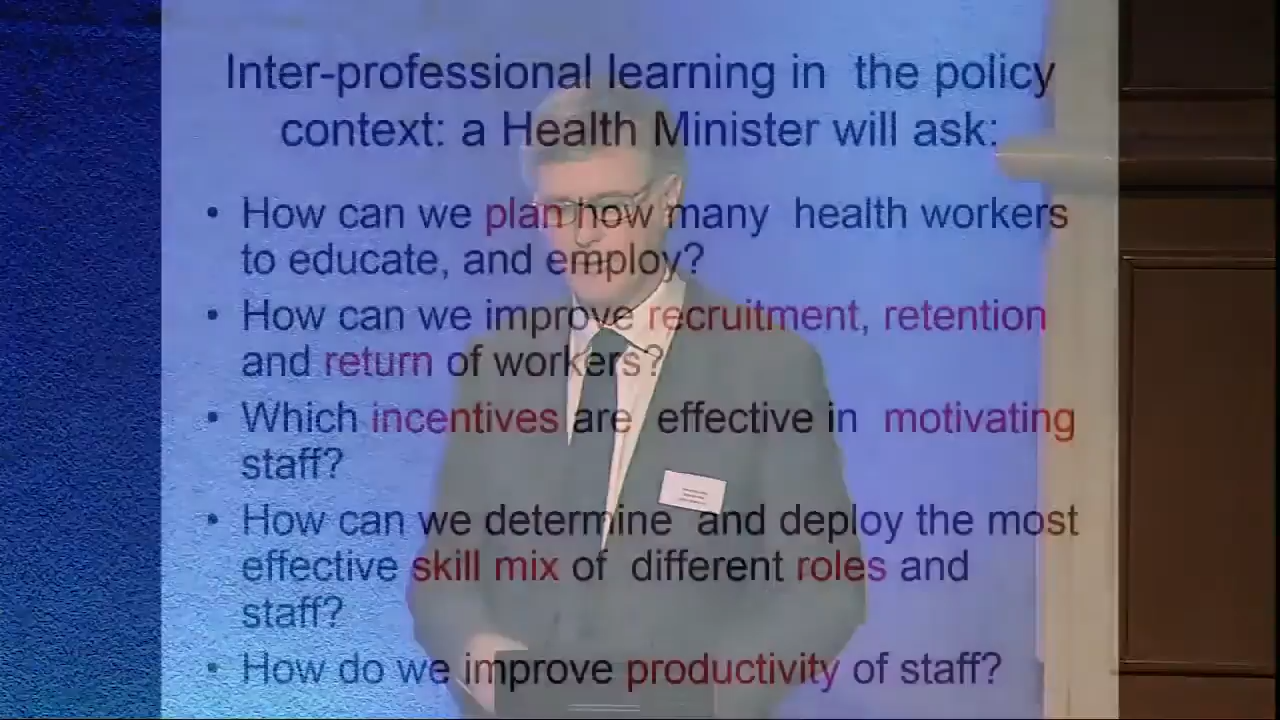 Inter-professional learning in the policy
context: a Health Minister will ask:
• How can we plan how many health workers
to educate, and employ?
• How can we improve recruitment, retention
and return of workers?
• Which incentives are effective in motivating
staff?
• How can we determine and deploy the most
effective skill mix of different roles and
staff?
• How do we improve productivity of staff?